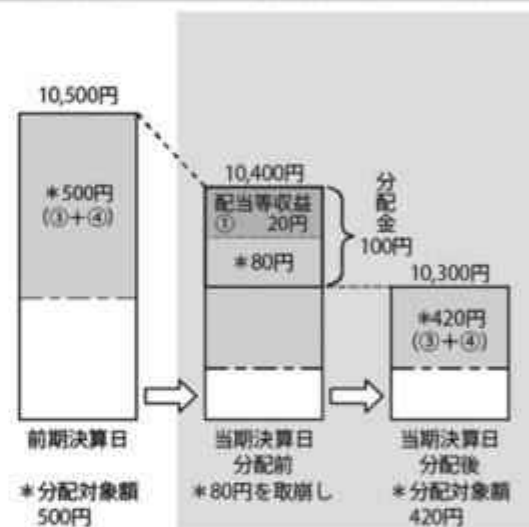 10,500円
*500円
(③+④)
前期決算日
*分配対象額
500円
10,400円
配当等収益
① 20円
*80円
分配金
100円
当期決算日
分配前
*80円を取崩し
10,300円
*420円
(③+④)
当期決算日
分配後
*分配対象額
420円